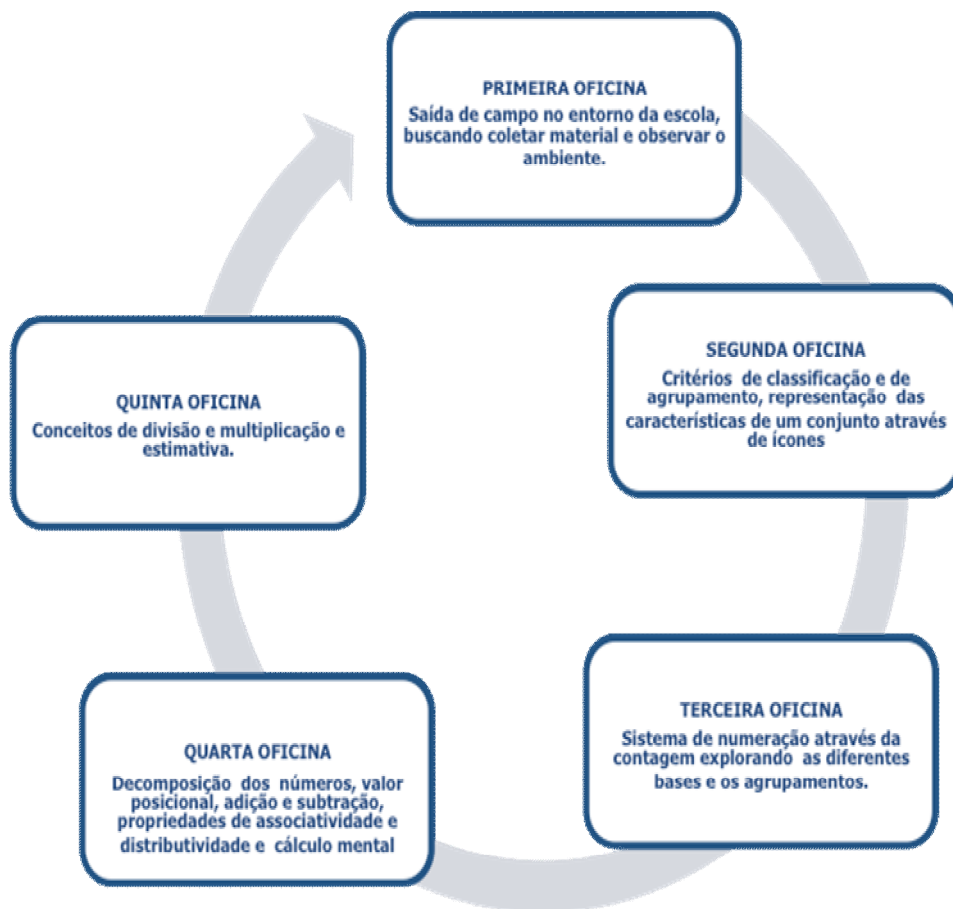 PRIMEIRA OFICINA
Saída de campo no entorno da escola,
buscando coletar material e observar o
ambiente.
SEGUNDA OFICINA
Critérios de classificação e de
agrupamento, representação das
características de um conjunto através
de ícones
TERCEIRA OFICINA
Sistema de numeração através da
contagem explorando as diferentes
bases e os agrupamentos.
QUARTA OFICINA
Decomposição dos números, valor
posicional, adição e subtração,
propriedades de associatividade e
distributividade e cálculo mental
QUINTA OFICINA
Conceitos de divisão e multiplicação e
estimativa.